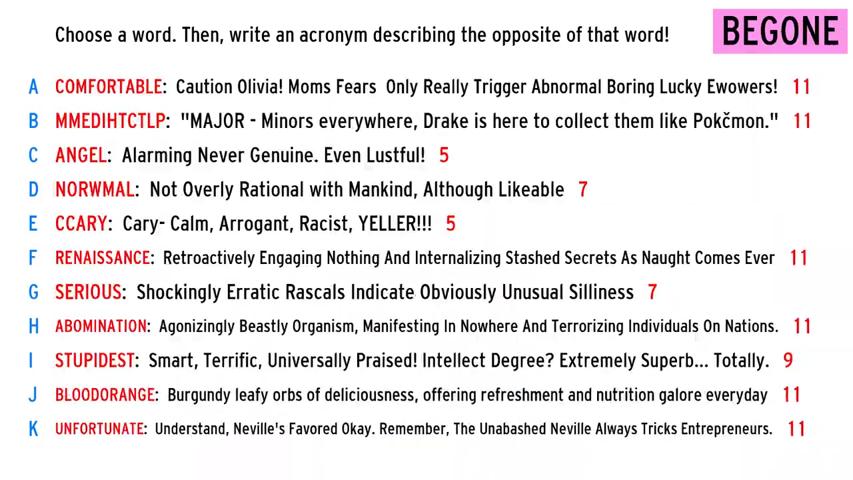 Choose a word. Then, write an acronym describing the opposite of that word!
BEGONE
A COMFORTABLE: Caution Olivia! Moms Fears Only Really Trigger Abnormal Boring Lucky Ewowers! 11
B MMEDIHTCTLP: "MAJOR - Minors everywhere, Drake is here to collect them like Pokčmon." 11
C ANGEL: Alarming Never Genuine. Even Lustful! 5
D NORWMAL: Not Overly Rational with Mankind, Although Likeable 7
E CCARY: Cary- Calm, Arrogant, Racist, YELLER!!! 5
F RENAISSANCE: Retroactively Engaging Nothing And Internalizing Stashed Secrets As Naught Comes Ever 11
G SERIOUS: Shockingly Erratic Rascals Indicate Obviously Unusual Silliness 7
H ABOMINATION: Agonizingly Beastly Organism, Manifesting In Nowhere And Terrorizing Individuals On Nations. 11
I STUPIDEST: Smart, Terrific, Universally Praised! Intellect Degree? Extremely Superb... Totally. 9
J BLOODORANGE: Burgundy leafy orbs of deliciousness, offering refreshment and nutrition galore everyday 11
K UNFORTUNATE: Understand, Neville's Favored Okay. Remember, The Unabashed Neville Always Tricks Entrepreneurs. 11